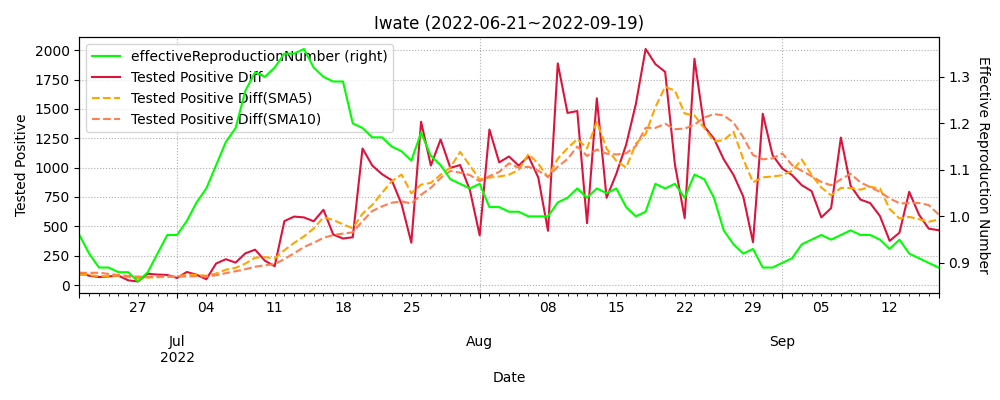 Iwate (2022-06-21~2022-09-19)
effectiveReproductionNumber (right)
Tested Positive Diff
Tested Positive Diff(SMA5)
Tested Positive Diff(SMA10)
Tested Positive
2000
1750
1500
1250
1000
750
500
250
0
Effective Reproduction Number
1.3
1.2
1.1
1.0
0.9
27 04 11 18 25 08 15 22 29 05 12
Jul Aug Sep
2022
Date